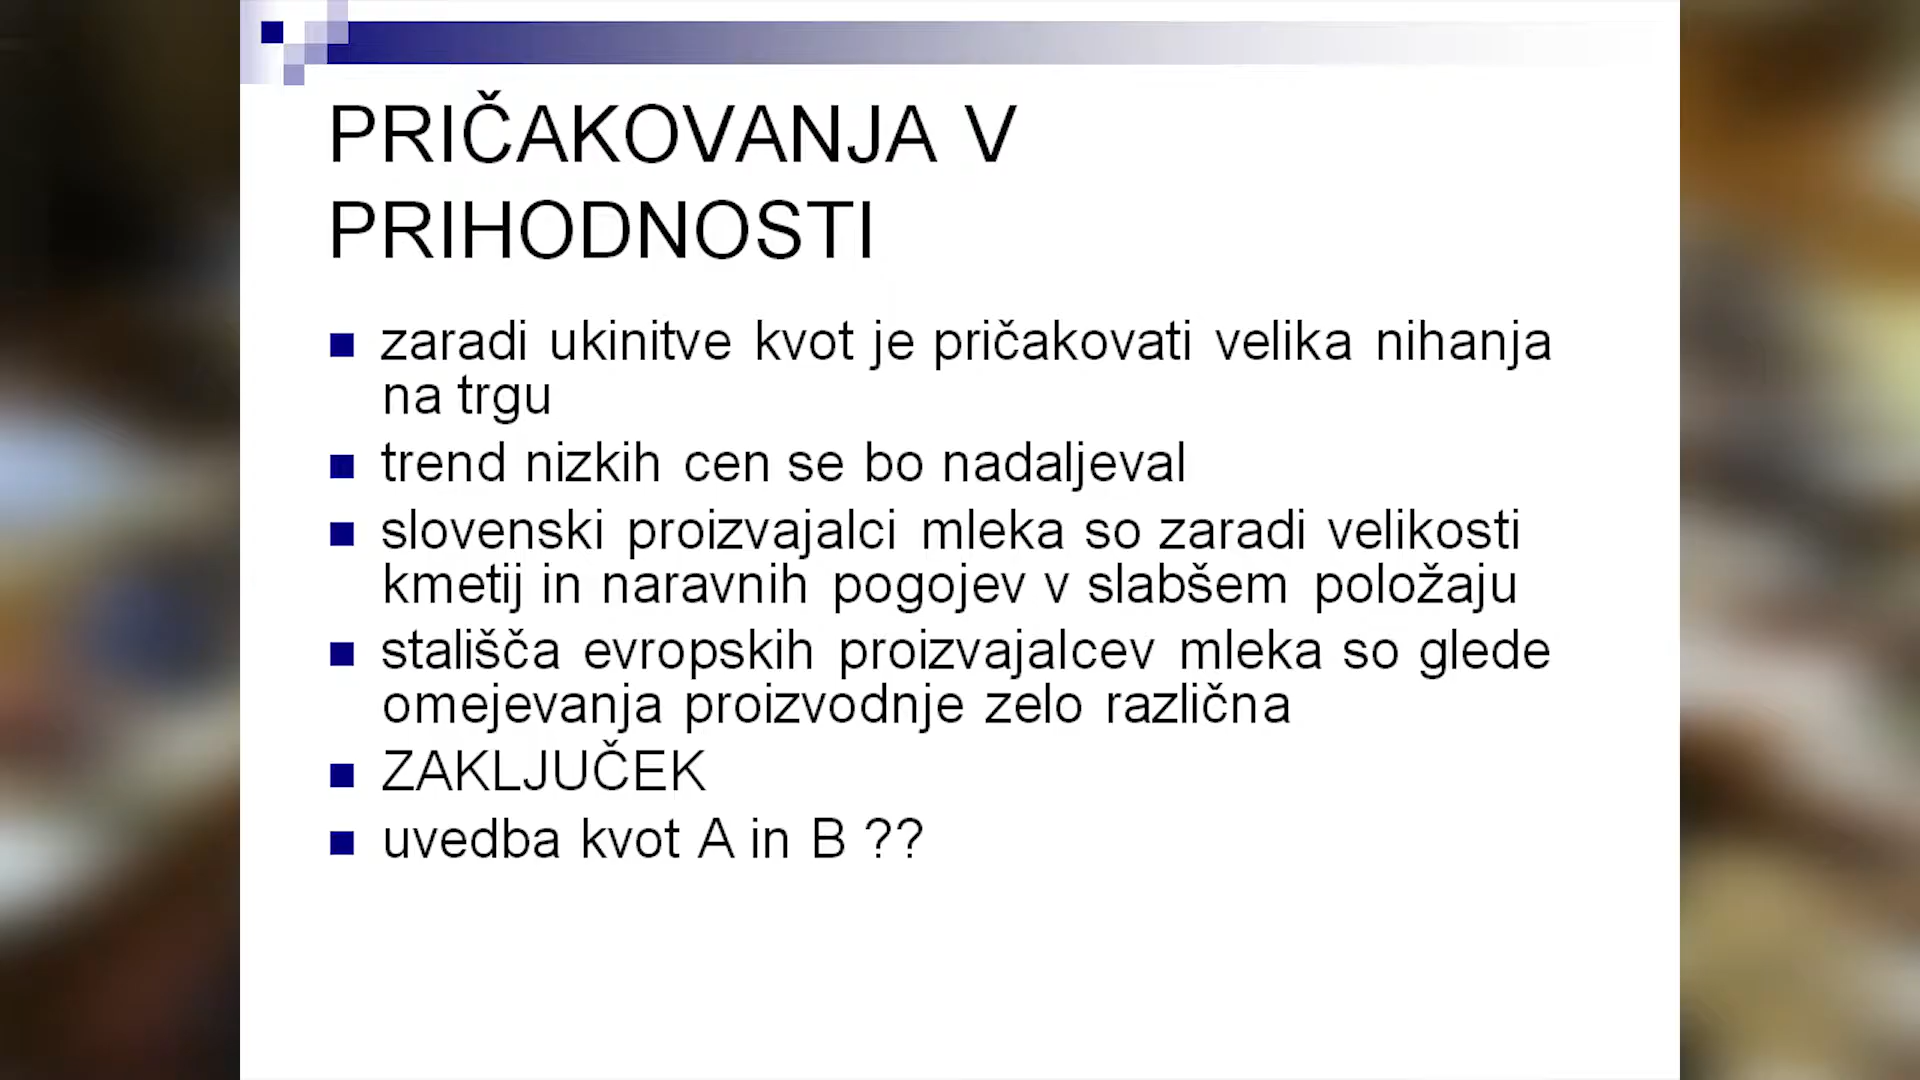 PRIČAKOVANJA V
PRIHODNOSTI
zaradi ukinitve kvot je pričakovati velika nihanja
na trgu
trend nizkih cen se bo nadaljeval
slovenski proizvajalci mleka so zaradi velikosti
kmetij in naravnih pogojev v slabšem položaju
stališča evropskih proizvajalcev mleka so glede
omejevanja proizvodnje zelo različna
ZAKLJUČEK
uvedba kvot A in B ??